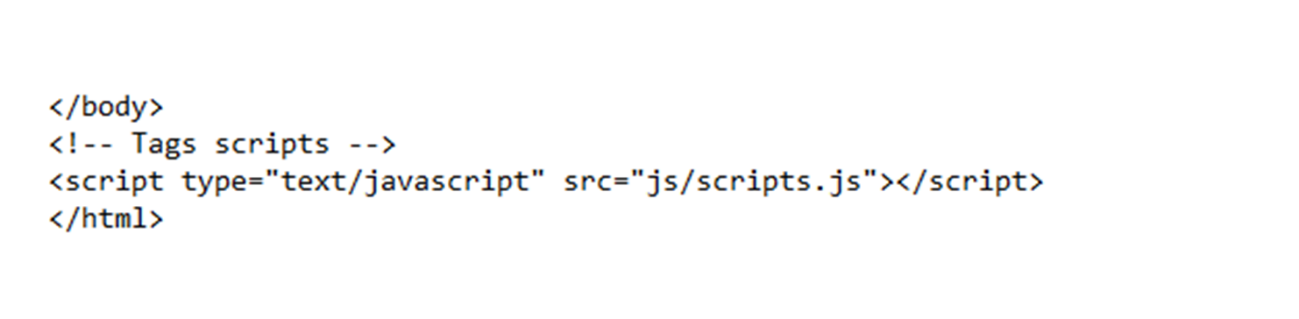 </body>
<!-- Tags scripts -->
<script type="text/javascript" src="js/scripts.js"></script>
</html>